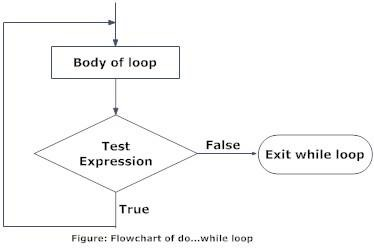 Body of loop
Test
Expression
False
Exit while loop
True
Figure: Flowchart of do...while loop